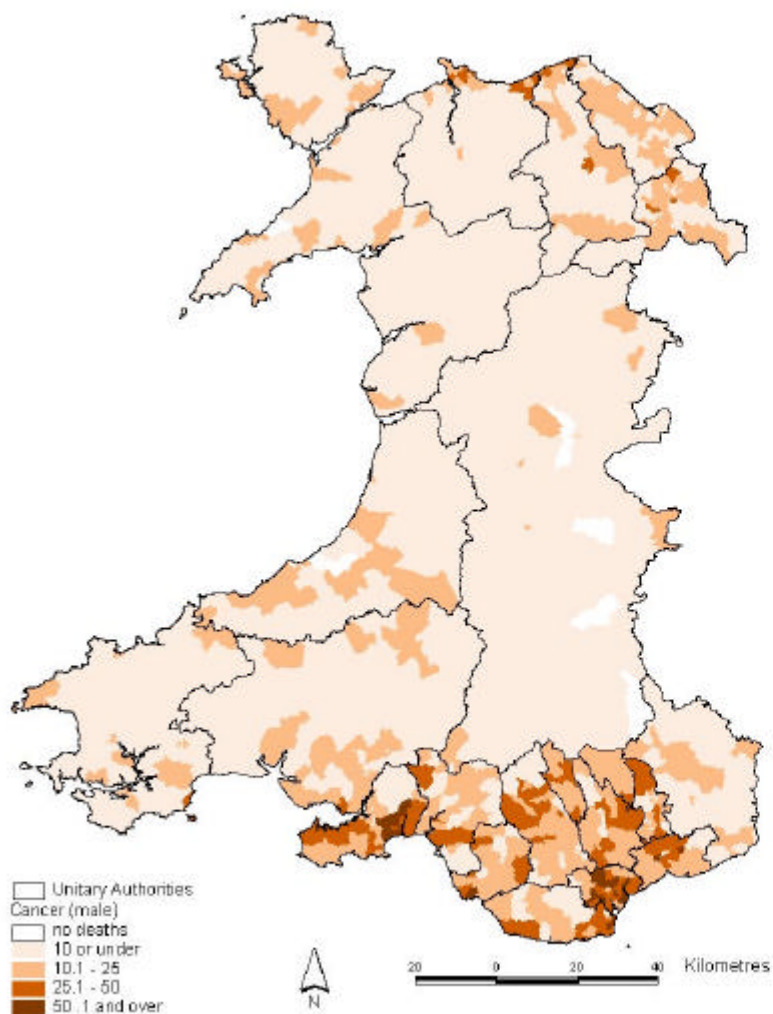 Unitary Authorities
Cancer (male)
no deaths
10 or under
10.1 - 25
25.1 - 50
50 .1 and over
N
20 0 20 40 Kilometres